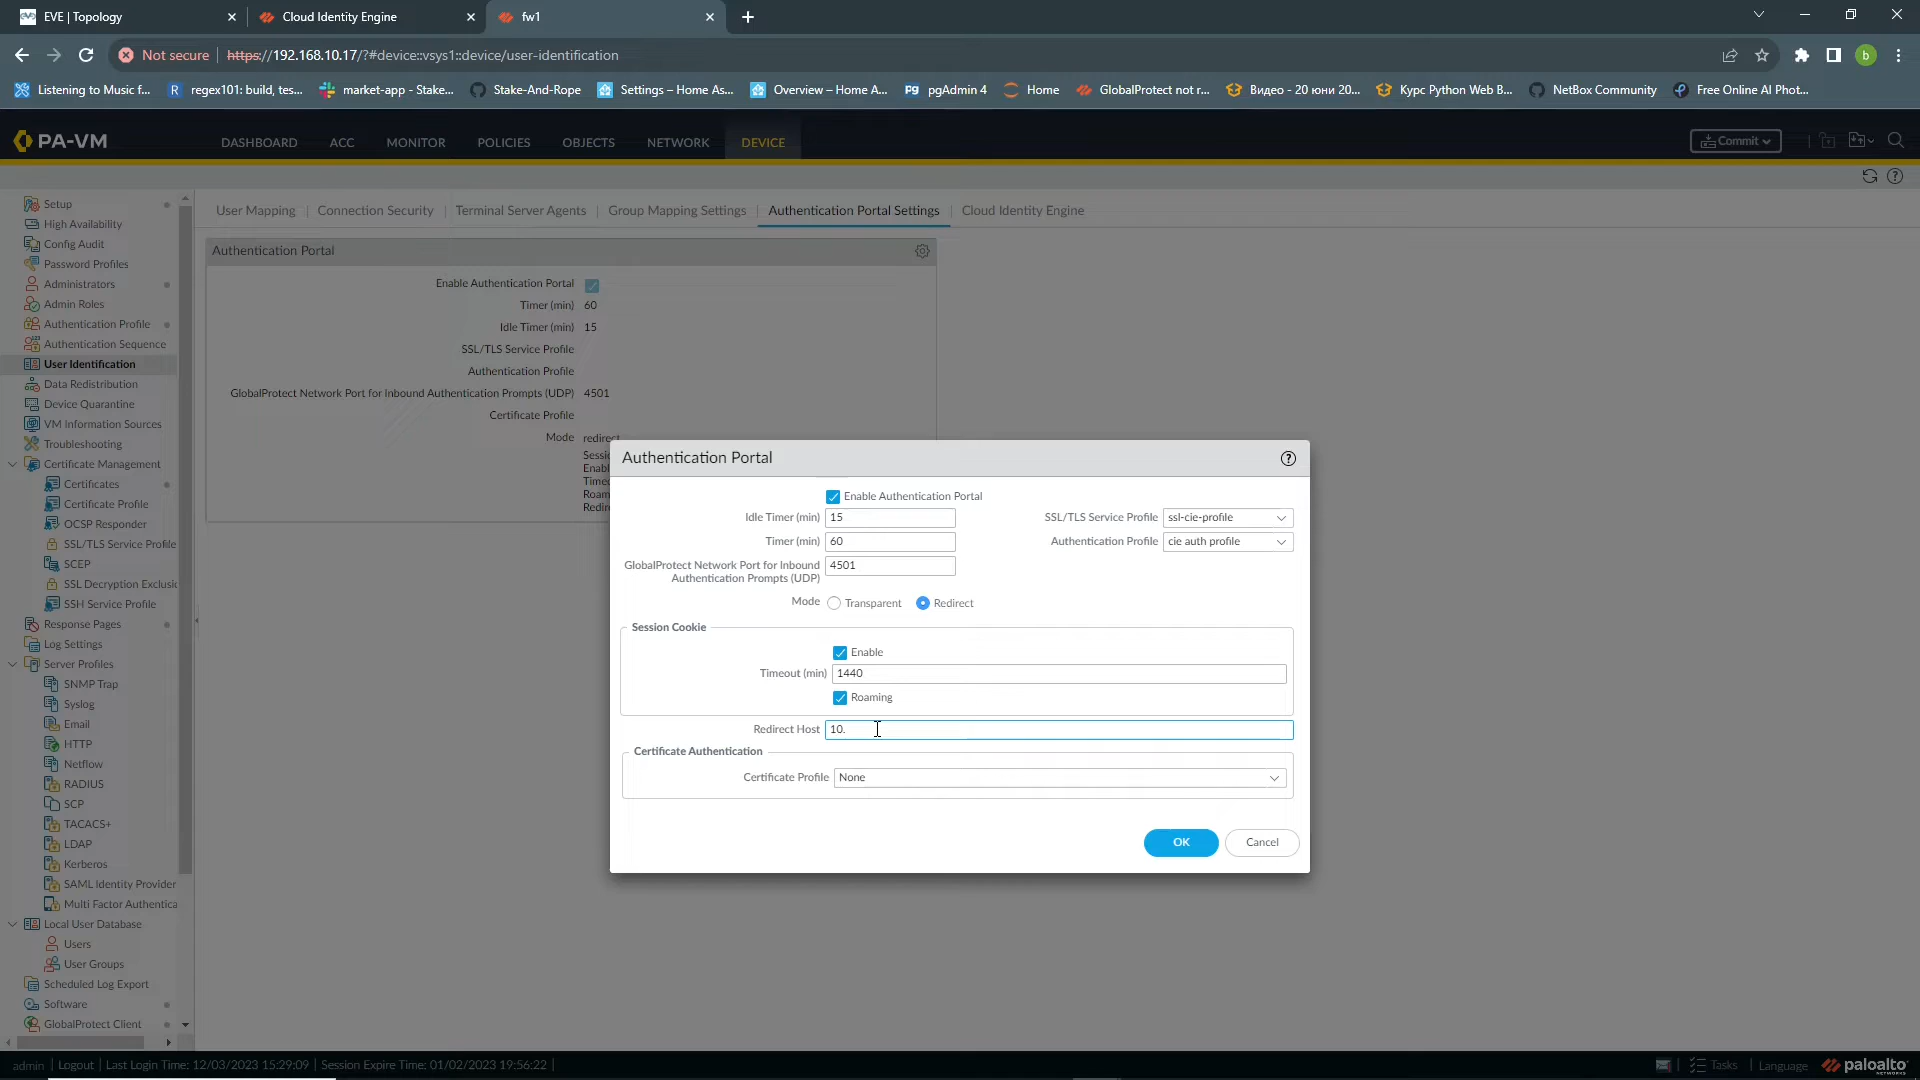 EVE | Topology
Cloud Identity Engine
fw1
Not secure
https://192.168.10.17/?#device::vsys1::device/user-identification
b
Listening to Music f...
regex101: build, tes...
market-app - Stake...
Stake-And-Rope
Settings – Home As...
Overview – Home A...
pgAdmin 4
Home
GlobalProtect not r...
Видео - 20 юни 20...
Курс Python Web B...
NetBox Community
Free Online AI Phot...
PA-VM
DASHBOARD
ACC
MONITOR
POLICIES
OBJECTS
NETWORK
DEVICE
Commit
Setup
High Availability
Config Audit
Password Profiles
Administrators
Admin Roles
Authentication Profile
Authentication Sequence
User Identification
Data Redistribution
Device Quarantine
VM Information Sources
Troubleshooting
Certificate Management
Certificates
Certificate Profile
OCSP Responder
SSL/TLS Service Profile
SCEP
SSL Decryption Exclusio
SSH Service Profile
Response Pages
Log Settings
Server Profiles
SNMP Trap
Syslog
Email
HTTP
Netflow
RADIUS
SCP
TACACS+
LDAP
Kerberos
SAML Identity Provider
Multi Factor Authentica
Local User Database
Users
User Groups
Scheduled Log Export
Software
GlobalProtect Client
User Mapping
Connection Security
Terminal Server Agents
Group Mapping Settings
Authentication Portal Settings
Cloud Identity Engine
Authentication Portal
Enable Authentication Portal
Timer (min) 60
Idle Timer (min) 15
SSL/TLS Service Profile
Authentication Profile
GlobalProtect Network Port for Inbound Authentication Prompts (UDP) 4501
Certificate Profile
Mode redirect
Sessi
Enabl
Timeo
Roam
Redir
Authentication Portal
Enable Authentication Portal
Idle Timer (min) 15
SSL/TLS Service Profile ssl-cie-profile
Timer (min) 60
Authentication Profile cie auth profile
GlobalProtect Network Port for Inbound
Authentication Prompts (UDP)
4501
Mode Transparent Redirect
Session Cookie
Enable
Timeout (min) 1440
Roaming
Redirect Host 10.
Certificate Authentication
Certificate Profile None
OK
Cancel
admin | Logout | Last Login Time: 12/03/2023 15:29:09 | Session Expire Time: 01/02/2023 19:56:22 |
Tasks | Language
paloalto
NETWORKS